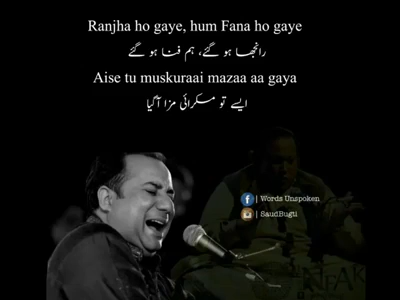 Ranjha ho gaye, hum Fana ho gaye
رانجھا ہو گئے، ہم فنا ہو گئے
Aise tu muskuraai mazaa aa gaya
ایسے تو مسکرائی مزا آگیا
| Words Unspoken
| SaudBugti